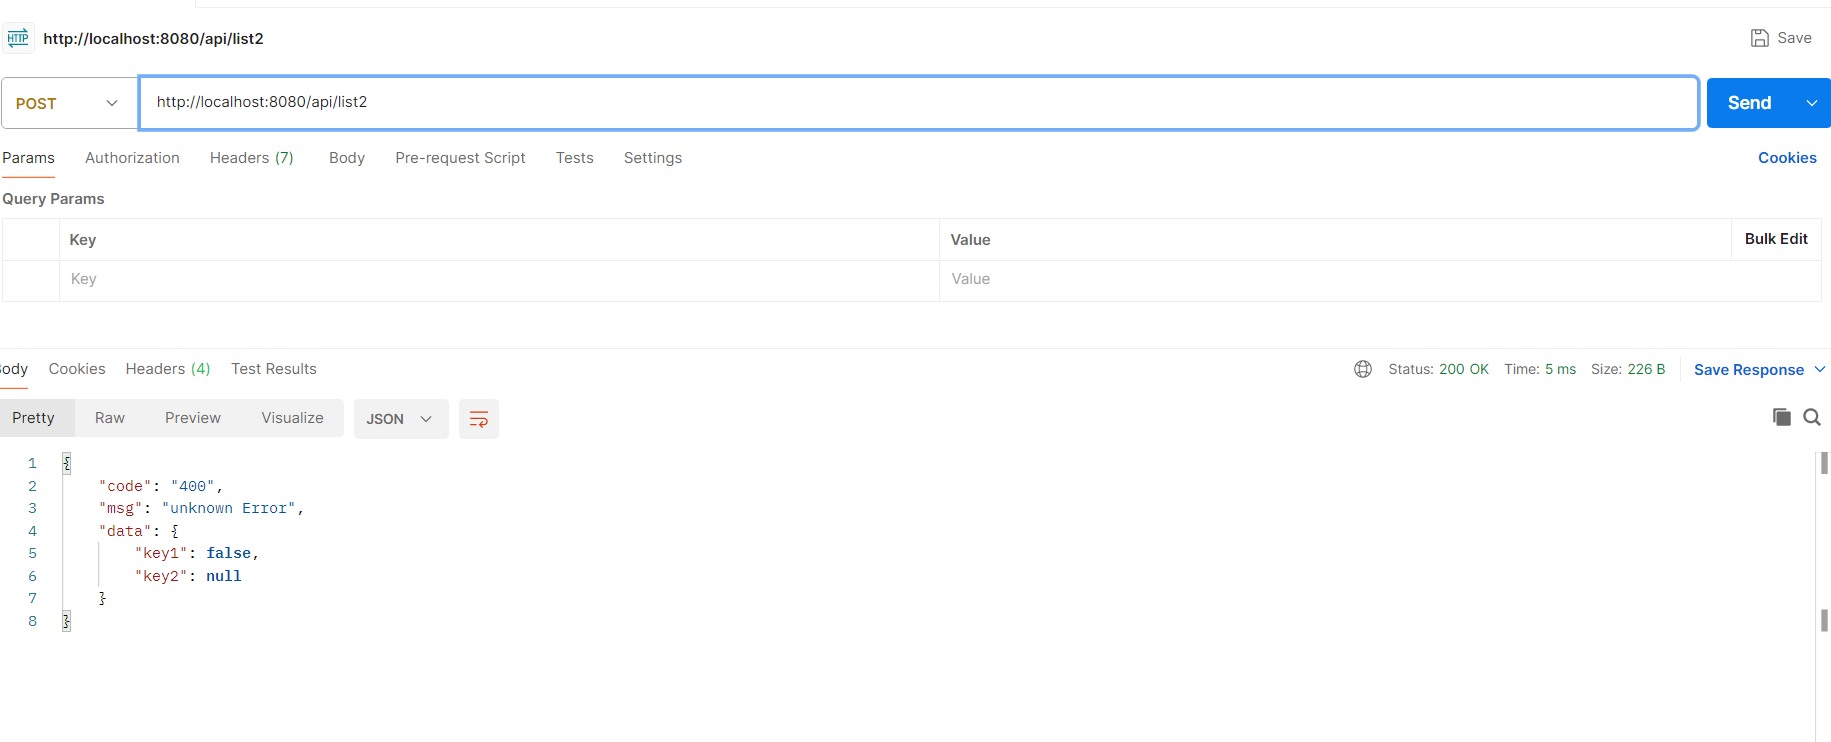 HTTP http://localhost:8080/api/list2 Save
POST http://localhost:8080/api/list2 Send
Params Authorization Headers (7) Body Pre-request Script Tests Settings Cookies
Query Params
Key Value Bulk Edit
Key Value
ody Cookies Headers (4) Test Results Status: 200 OK Time: 5 ms Size: 226 B Save Response
Pretty Raw Preview Visualize JSON
1 {
2 "code": "400",
3 "msg": "unknown Error",
4 "data": {
5 "key1": false,
6 "key2": null
7 }
8 }